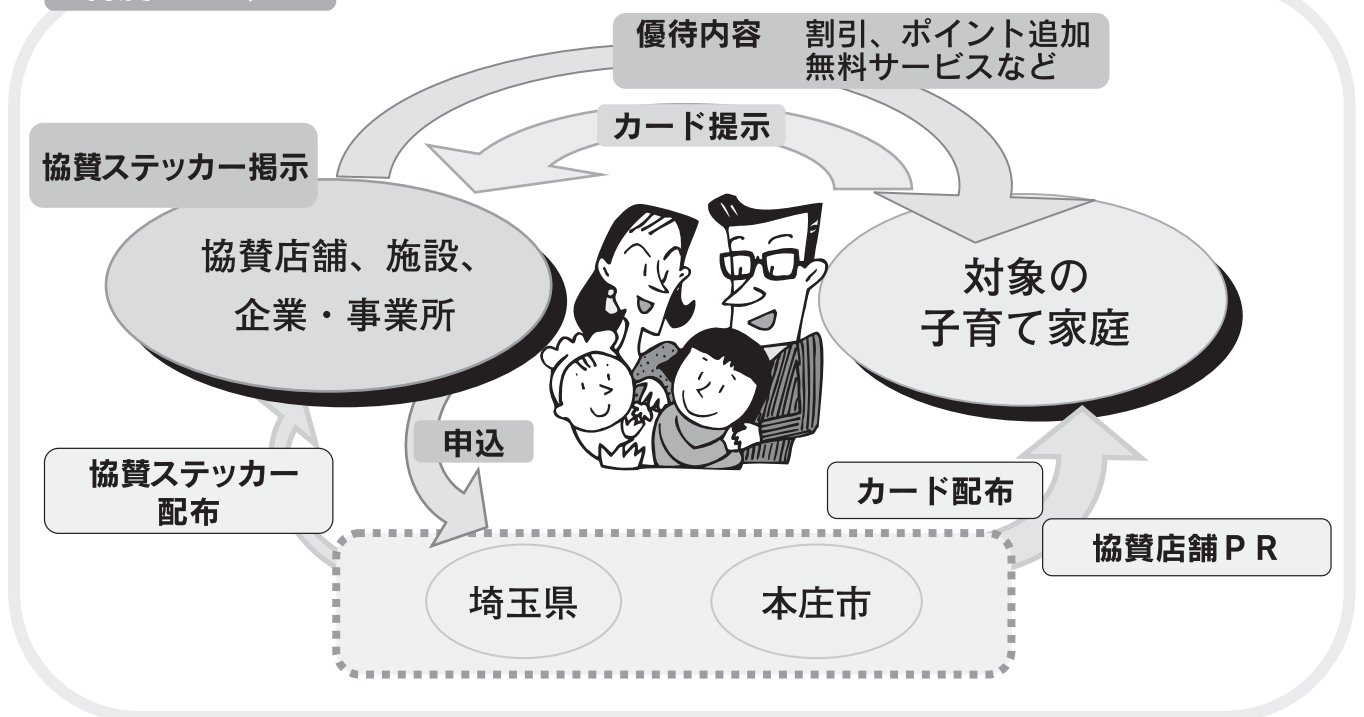 優待内容 割引、ポイント追加
無料サービスなど
カード提示
協賛ステッカー掲示
協賛店舗、施設、
企業・事業所
対象の
子育て家庭
申込
協賛ステッカー
配布
カード配布
協賛店舗ＰＲ
埼玉県
本庄市